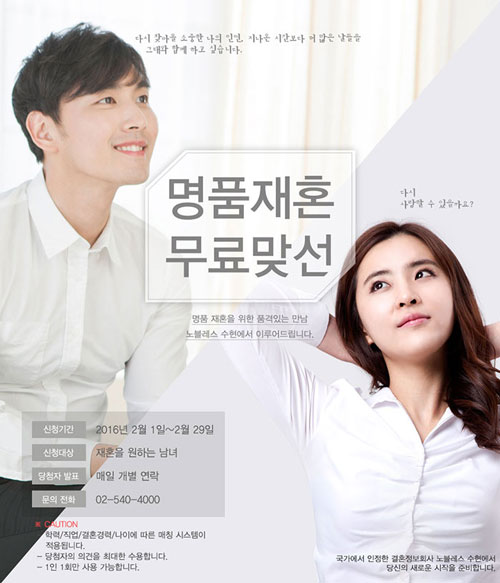 다시 찾아올 소중한 나의 인연, 지나온 시간보다 더 많은 날들을
그대와 함께 하고 싶습니다.
명품재혼
무료맞선
다시
사랑할 수 있을까요?
명품 재혼을 위한 품격있는 만남
노블레스 수현에서 이루어드립니다.
신청기간 2016년 2월 1일~2월 29일
신청대상 재혼을 원하는 남녀
당첨자 발표 매일 개별 연락
문의 전화 02-540-4000
※ CAUTION
- 학력/직업/결혼경력/나이에 따른 매칭 시스템이
적용됩니다.
- 당첨자의 의견을 최대한 수용합니다.
- 1인 1회만 사용 가능합니다.
국가에서 인정한 결혼정보회사 노블레스 수현에서
당신의 새로운 시작을 준비합니다.